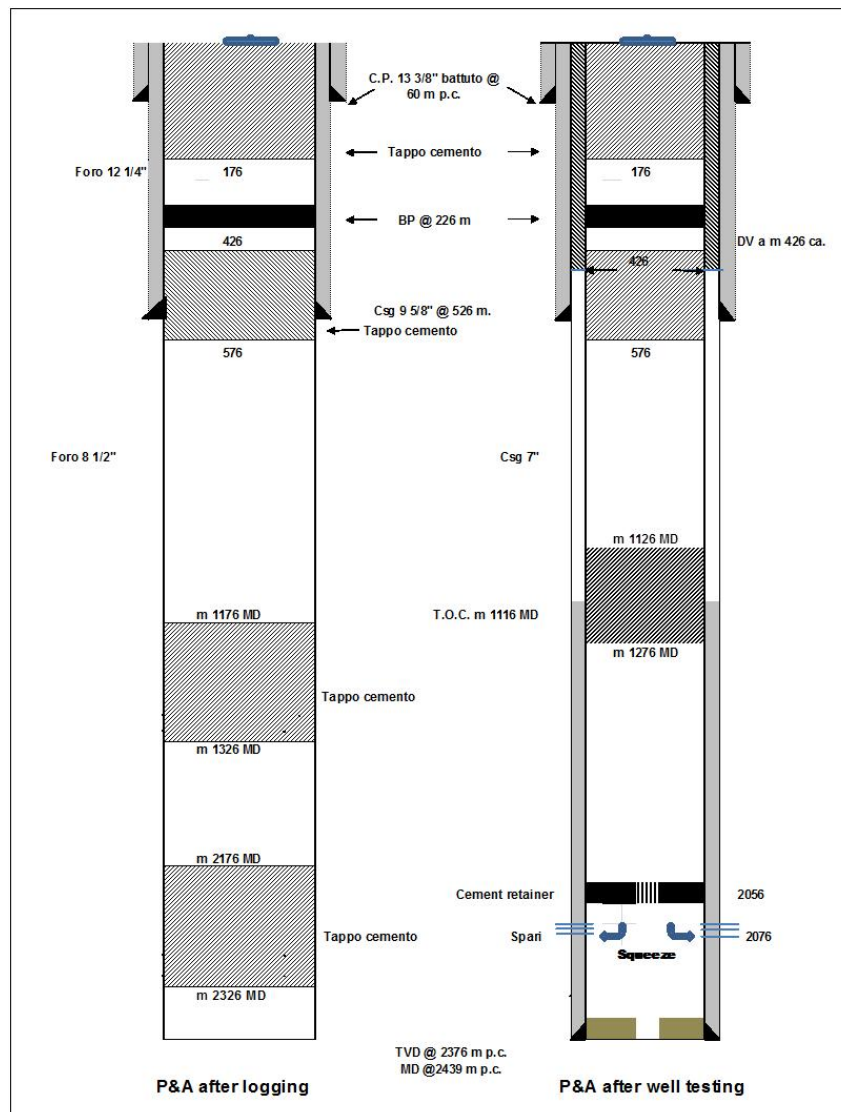 C.P. 13 3/8" battuto @
60 m p.c.
Tappo cemento
Foro 12 1/4"
176
176
BP @ 226 m
426
DV a m 426 ca.
426
Csg 9 5/8" @ 526 m.
Tappo cemento
576
576
Foro 8 1/2"
Csg 7"
m 1126 MD
m 1176 MD
T.O.C. m 1116 MD
m 1276 MD
Tappo cemento
m 1326 MD
m 2176 MD
Cement retainer
2056
Tappo cemento
Spari
2076
Squeeze
m 2326 MD
TVD @ 2376 m p.c.
MD @2439 m p.c.
P&A after logging
P&A after well testing